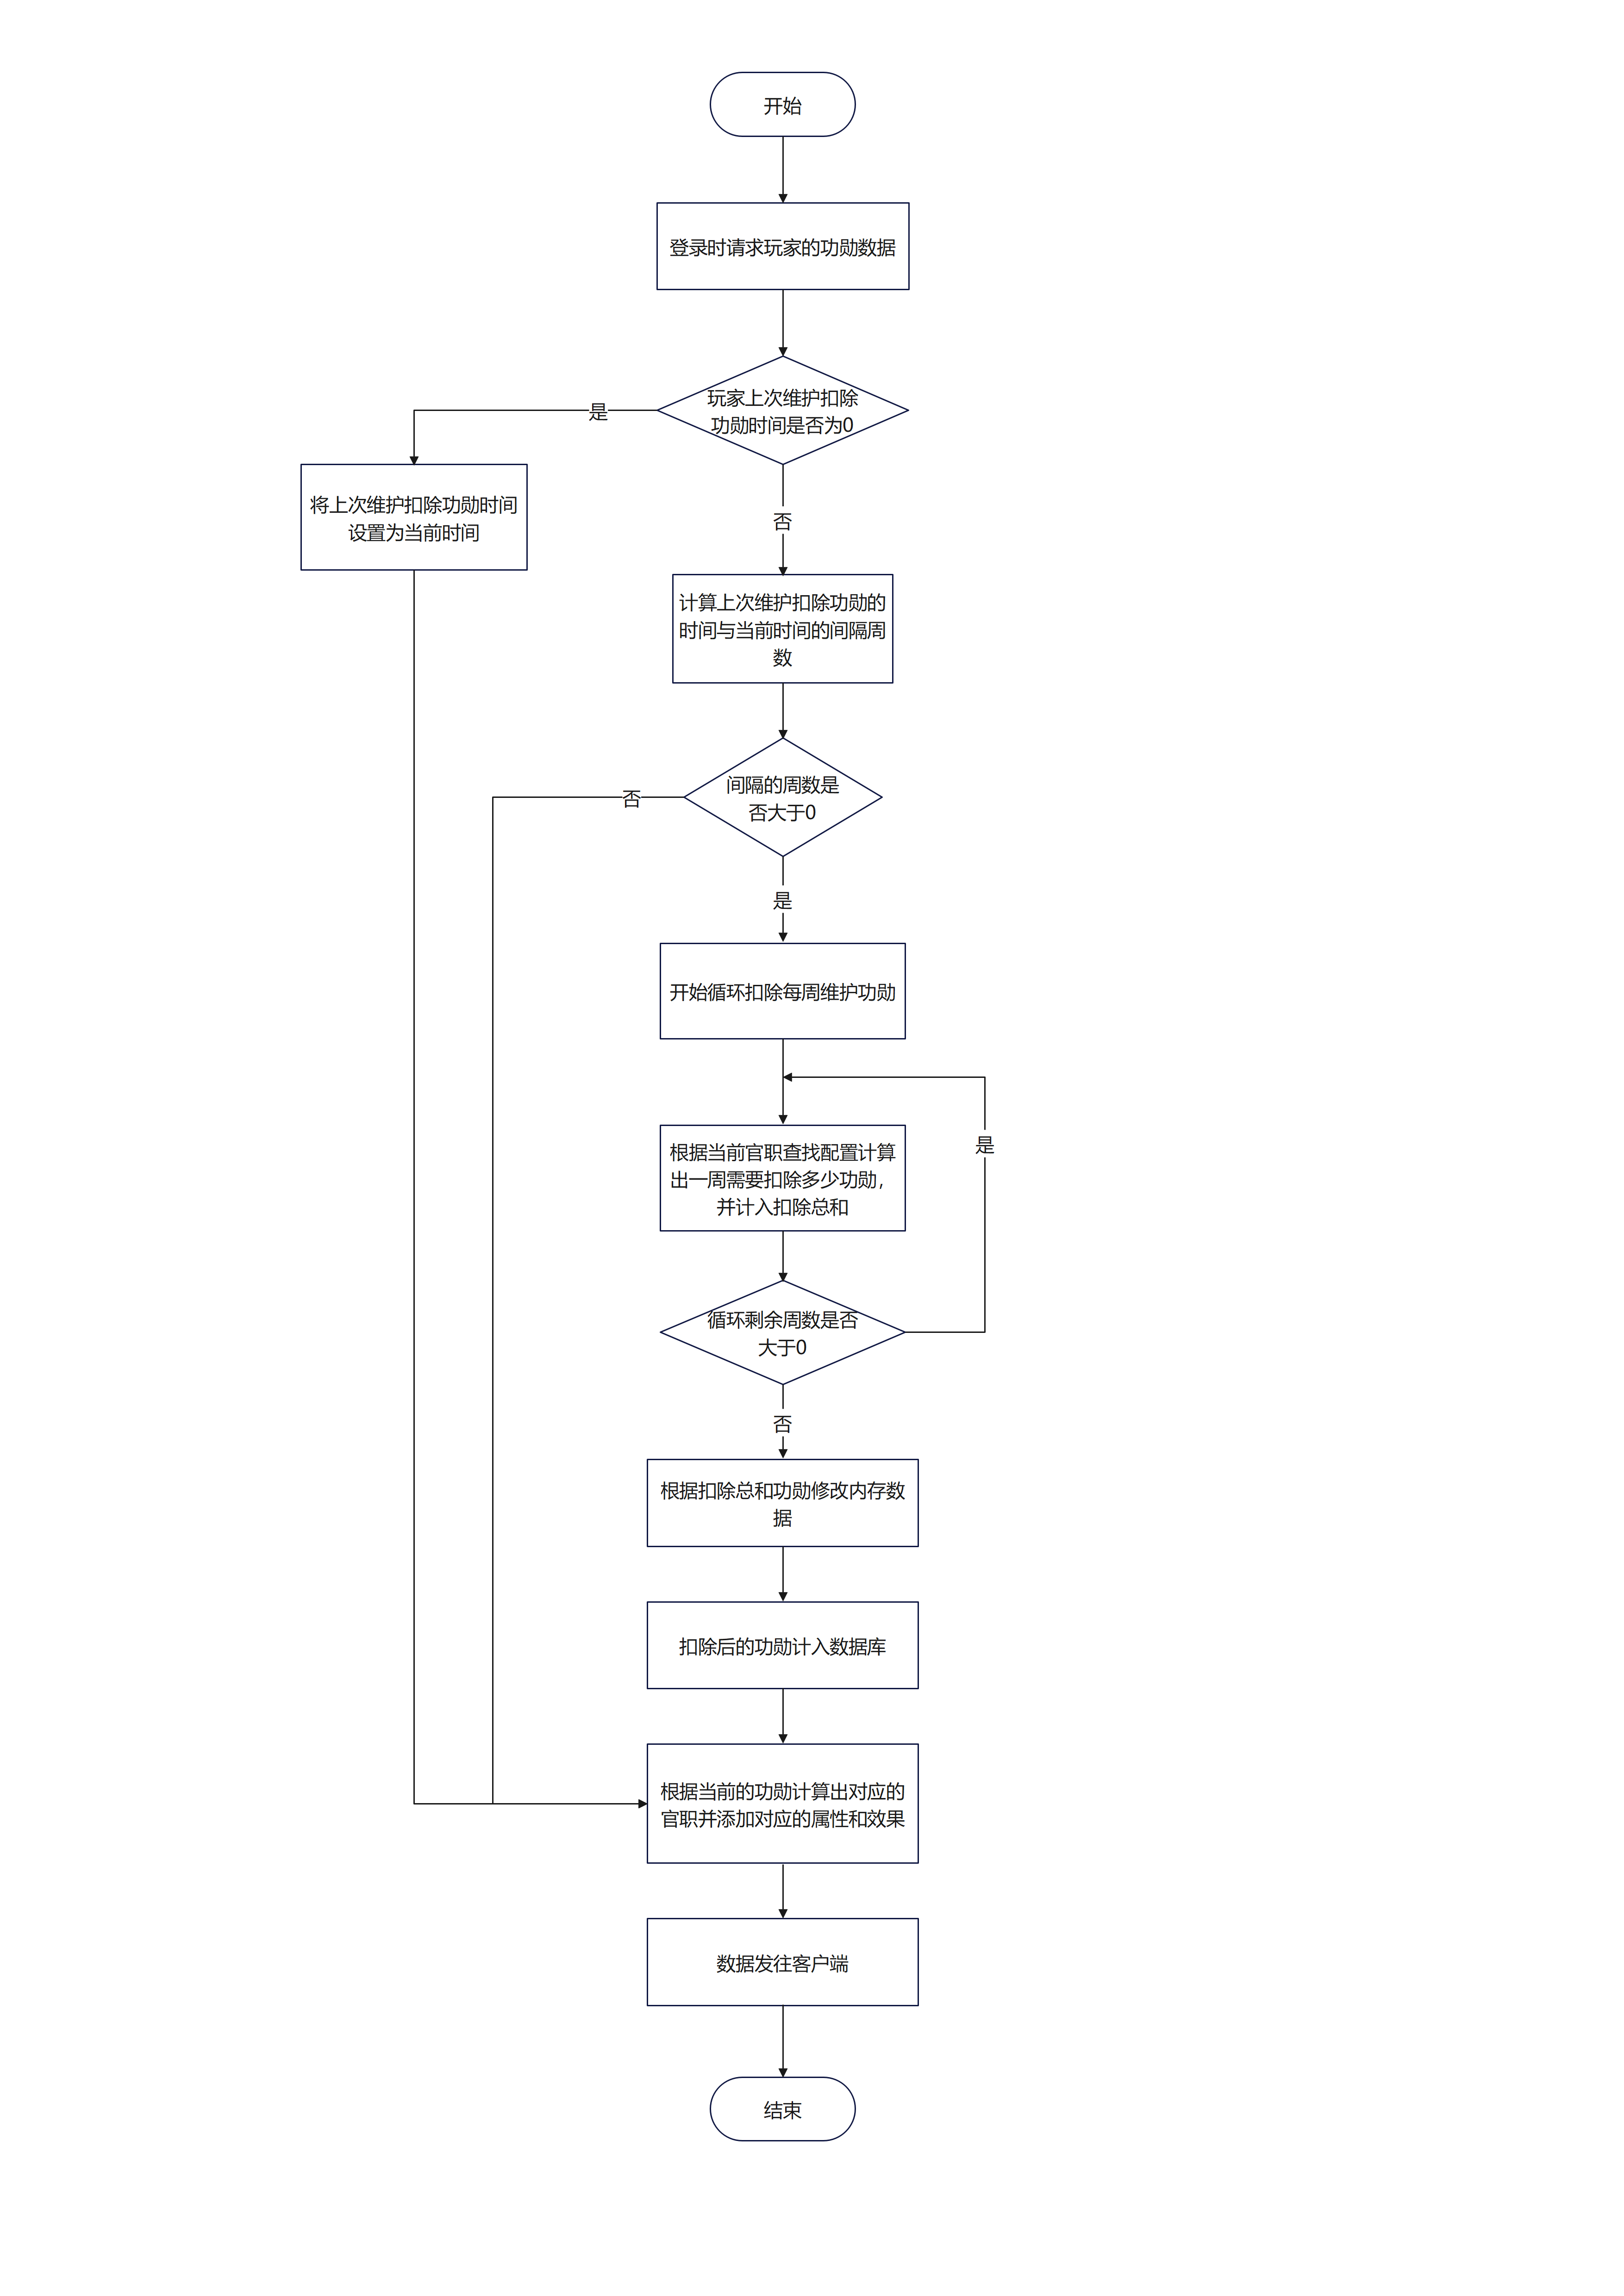 开始
登录时请求玩家的功勋数据
玩家上次维护扣除
功勋时间是否为0
是
将上次维护扣除功勋时间
设置为当前时间
否
计算上次维护扣除功勋的
时间与当前时间的间隔周
数
间隔的周数是
否大于0
否
是
开始循环扣除每周维护功勋
根据当前官职查找配置计算
出一周需要扣除多少功勋，
并计入扣除总和
是
循环剩余周数是否
大于0
否
根据扣除总和功勋修改内存数
据
扣除后的功勋计入数据库
根据当前的功勋计算出对应的
官职并添加对应的属性和效果
数据发往客户端
结束